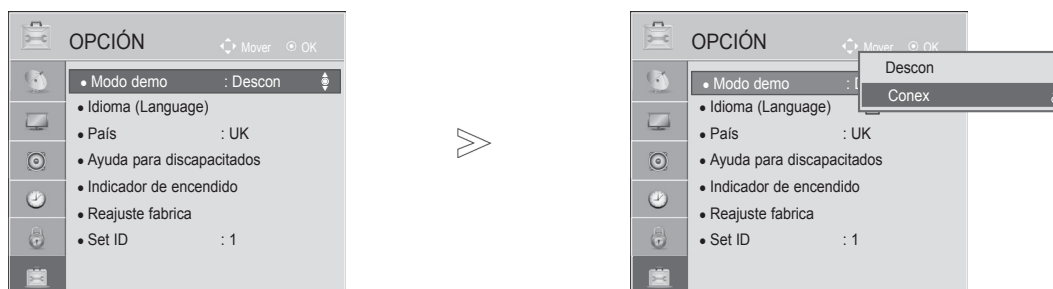 OPCIÓN Mover OK
• Modo demo : Descon
• Idioma (Language)
• País : UK
• Ayuda para discapacitados
• Indicador de encendido
• Reajuste fabrica
• Set ID : 1
OPCIÓN Mover OK
Descon
Conex
• Modo demo :
• Idioma (Language)
• País : UK
• Ayuda para discapacitados
• Indicador de encendido
• Reajuste fabrica
• Set ID : 1